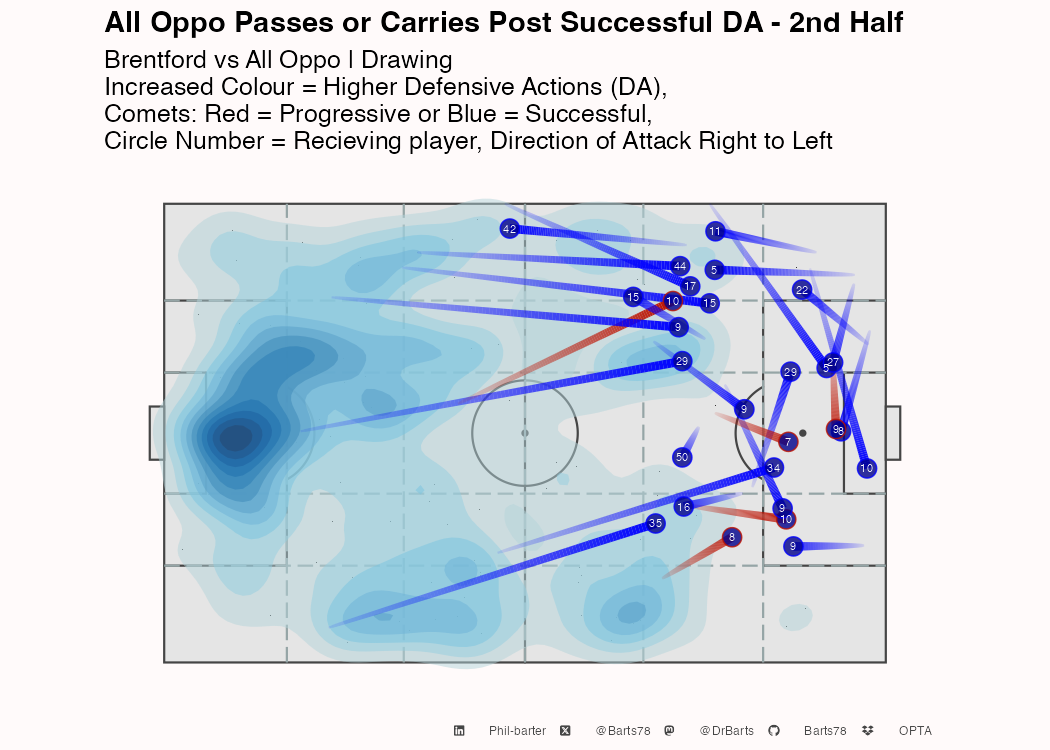 All Oppo Passes or Carries Post Successful DA - 2nd Half
Brentford vs All Oppo | Drawing
Increased Colour = Higher Defensive Actions (DA),
Comets: Red = Progressive or Blue = Successful,
Circle Number = Recieving player, Direction of Attack Right to Left
42
11
44
5
17
22
15
10
15
9
29
27
5
29
9
9
8
7
50
34
10
16
9
10
35
8
9
Phil-barter
@Barts78
@DrBarts
Barts78
OPTA